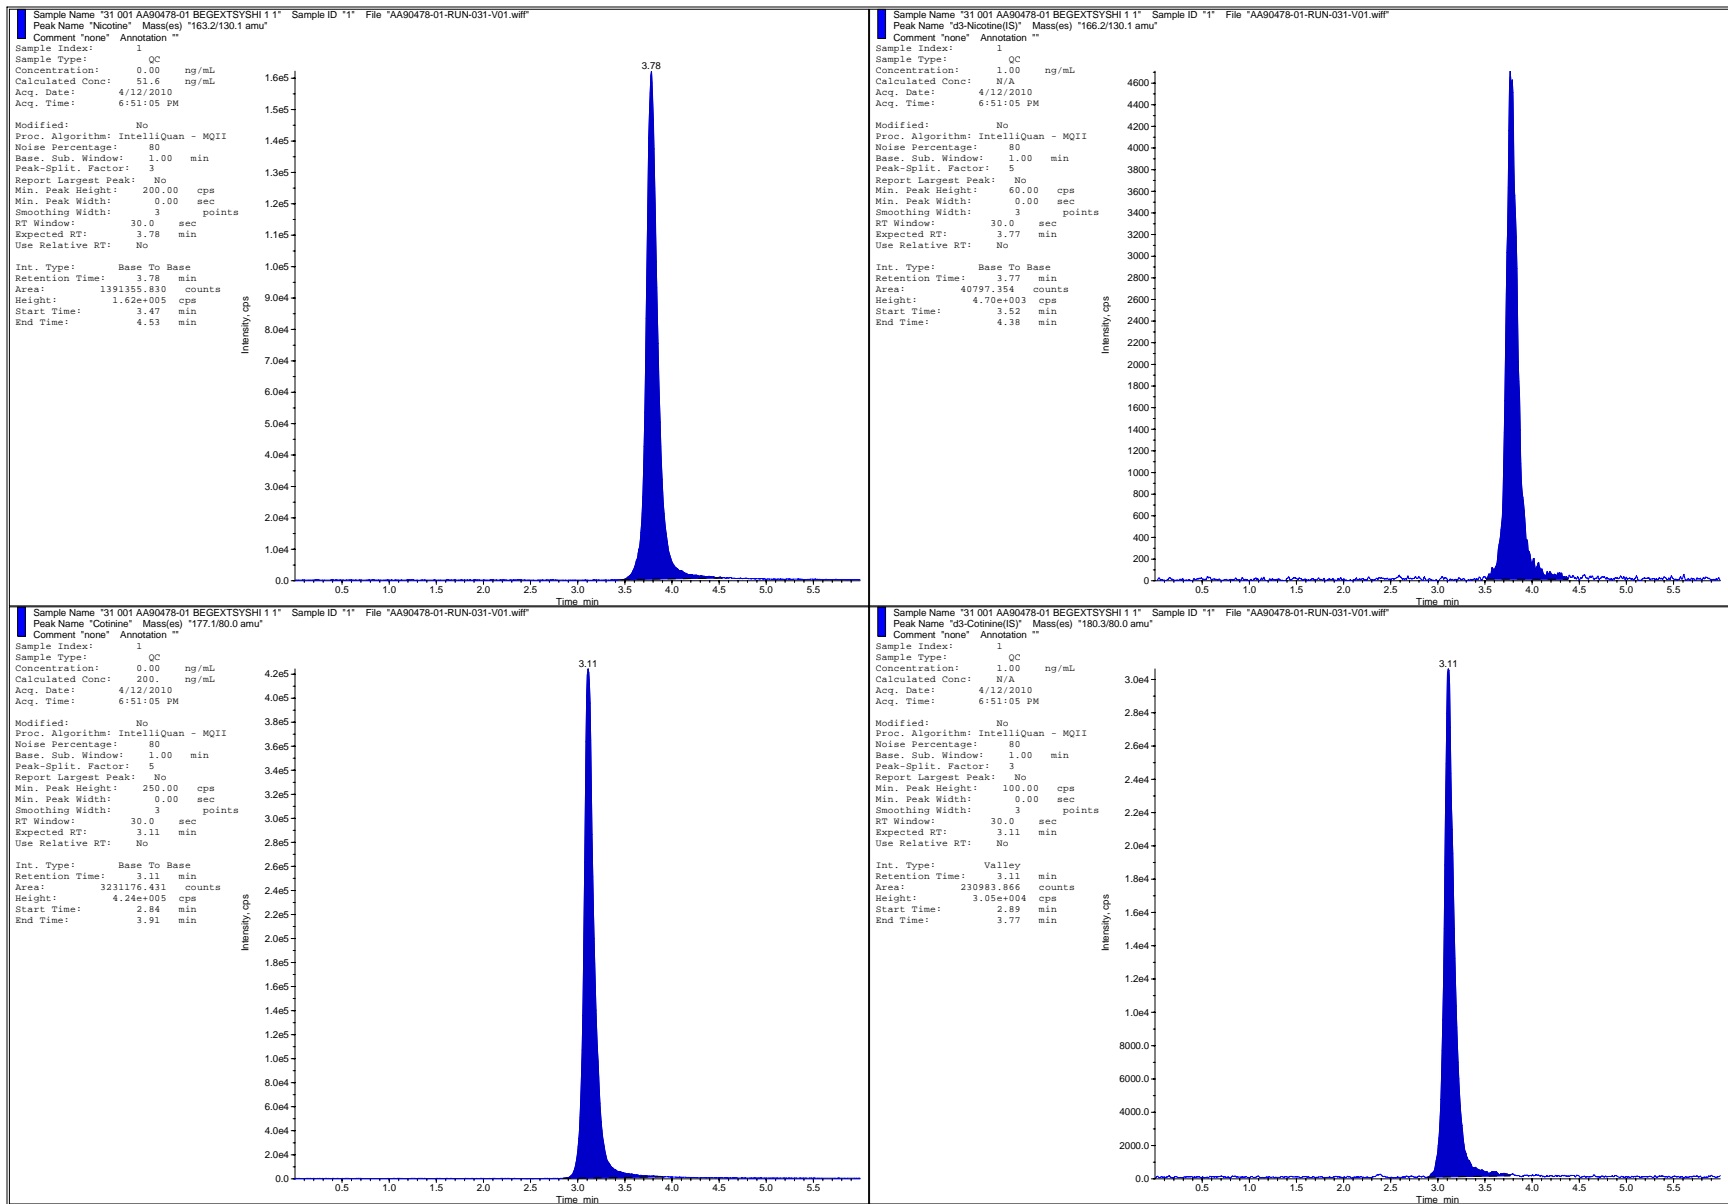 Sample Name "31 001 AA90478-01 BEGEXTSYSHI 1 1" Sample ID "1" File "AA90478-01-RUN-031-V01.wiff"
Peak Name "Nicotine" Mass(es) "163.2/130.1 amu"
Comment "none" Annotation ""
Sample Index: 1
Sample Type: QC
Concentration: 0.00 ng/mL
Calculated Conc: 51.6 ng/mL
Acq. Date: 4/12/2010
Acq. Time: 6:51:05 PM
Modified: No
Proc. Algorithm: IntelliQuan - MQII
Noise Percentage: 80
Base. Sub. Window: 1.00 min
Peak-Split. Factor: 3
Report Largest Peak: No
Min. Peak Height: 200.00 cps
Min. Peak Width: 0.00 sec
Smoothing Width: 3 points
RT Window: 30.0 sec
Expected RT: 3.78 min
Use Relative RT: No
Int. Type: Base To Base
Retention Time: 3.78 min
Area: 1391355.830 counts
Height: 1.62e+005 cps
Start Time: 3.47 min
End Time: 4.53 min
3.78
1.6e5
1.5e5
1.4e5
1.3e5
1.2e5
1.1e5
1.0e5
9.0e4
8.0e4
7.0e4
6.0e4
5.0e4
4.0e4
3.0e4
2.0e4
1.0e4
0.0
Intensity, cps
0.5 1.0 1.5 2.0 2.5 3.0 3.5 4.0 4.5 5.0 5.5
Time, min
Sample Name "31 001 AA90478-01 BEGEXTSYSHI 1 1" Sample ID "1" File "AA90478-01-RUN-031-V01.wiff"
Peak Name "d3-Nicotine(IS)" Mass(es) "166.2/130.1 amu"
Comment "none" Annotation ""
Sample Index: 1
Sample Type: QC
Concentration: 1.00 ng/mL
Calculated Conc: N/A
Acq. Date: 4/12/2010
Acq. Time: 6:51:05 PM
Modified: No
Proc. Algorithm: IntelliQuan - MQII
Noise Percentage: 80
Base. Sub. Window: 1.00 min
Peak-Split. Factor: 5
Report Largest Peak: No
Min. Peak Height: 60.00 cps
Min. Peak Width: 0.00 sec
Smoothing Width: 3 points
RT Window: 30.0 sec
Expected RT: 3.77 min
Use Relative RT: No
Int. Type: Base To Base
Retention Time: 3.77 min
Area: 40797.354 counts
Height: 4.70e+003 cps
Start Time: 3.52 min
End Time: 4.38 min
4600
4400
4200
4000
3800
3600
3400
3200
3000
2800
2600
2400
2200
2000
1800
1600
1400
1200
1000
800
600
400
200
0
Intensity, cps
0.5 1.0 1.5 2.0 2.5 3.0 3.5 4.0 4.5 5.0 5.5
Time, min
Sample Name "31 001 AA90478-01 BEGEXTSYSHI 1 1" Sample ID "1" File "AA90478-01-RUN-031-V01.wiff"
Peak Name "Cotinine" Mass(es) "177.1/80.0 amu"
Comment "none" Annotation ""
Sample Index: 1
Sample Type: QC
Concentration: 0.00 ng/mL
Calculated Conc: 200. ng/mL
Acq. Date: 4/12/2010
Acq. Time: 6:51:05 PM
Modified: No
Proc. Algorithm: IntelliQuan - MQII
Noise Percentage: 80
Base. Sub. Window: 1.00 min
Peak-Split. Factor: 5
Report Largest Peak: No
Min. Peak Height: 250.00 cps
Min. Peak Width: 0.00 sec
Smoothing Width: 3 points
RT Window: 30.0 sec
Expected RT: 3.11 min
Use Relative RT: No
Int. Type: Base To Base
Retention Time: 3.11 min
Area: 3231176.431 counts
Height: 4.24e+005 cps
Start Time: 2.84 min
End Time: 3.91 min
3.11
4.2e5
4.0e5
3.8e5
3.6e5
3.4e5
3.2e5
3.0e5
2.8e5
2.6e5
2.4e5
2.2e5
2.0e5
1.8e5
1.6e5
1.4e5
1.2e5
1.0e5
8.0e4
6.0e4
4.0e4
2.0e4
0.0
Intensity, cps
0.5 1.0 1.5 2.0 2.5 3.0 3.5 4.0 4.5 5.0 5.5
Time, min
Sample Name "31 001 AA90478-01 BEGEXTSYSHI 1 1" Sample ID "1" File "AA90478-01-RUN-031-V01.wiff"
Peak Name "d3-Cotinine(IS)" Mass(es) "180.3/80.0 amu"
Comment "none" Annotation ""
Sample Index: 1
Sample Type: QC
Concentration: 1.00 ng/mL
Calculated Conc: N/A
Acq. Date: 4/12/2010
Acq. Time: 6:51:05 PM
Modified: No
Proc. Algorithm: IntelliQuan - MQII
Noise Percentage: 80
Base. Sub. Window: 1.00 min
Peak-Split. Factor: 3
Report Largest Peak: No
Min. Peak Height: 100.00 cps
Min. Peak Width: 0.00 sec
Smoothing Width: 3 points
RT Window: 30.0 sec
Expected RT: 3.11 min
Use Relative RT: No
Int. Type: Valley
Retention Time: 3.11 min
Area: 230983.866 counts
Height: 3.05e+004 cps
Start Time: 2.89 min
End Time: 3.77 min
3.11
3.0e4
2.8e4
2.6e4
2.4e4
2.2e4
2.0e4
1.8e4
1.6e4
1.4e4
1.2e4
1.0e4
8000.0
6000.0
4000.0
2000.0
0.0
Intensity, cps
0.5 1.0 1.5 2.0 2.5 3.0 3.5 4.0 4.5 5.0 5.5
Time, min